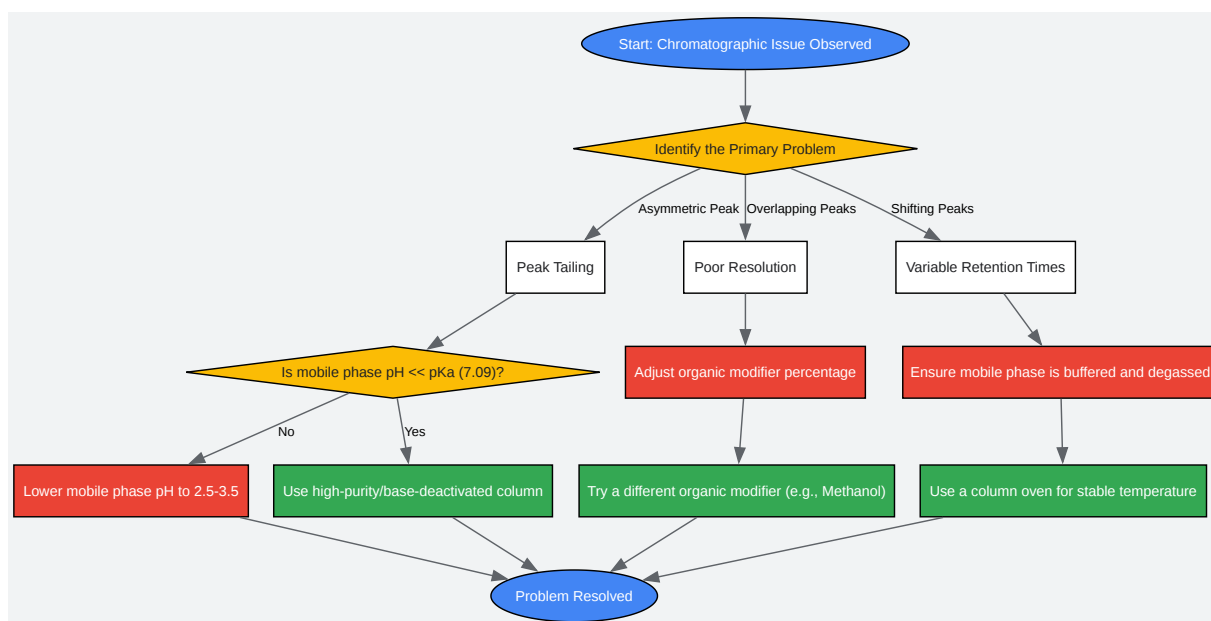 Start: Chromatographic Issue Observed
Identify the Primary Problem
Asymmetric Peak
Overlapping Peaks
Shifting Peaks
Peak Tailing
Poor Resolution
Variable Retention Times
Is mobile phase pH << pKa (7.09)?
Adjust organic modifier percentage
Ensure mobile phase is buffered and degassed
No
Yes
Lower mobile phase pH to 2.5-3.5
Use high-purity/base-deactivated column
Try a different organic modifier (e.g., Methanol)
Use a column oven for stable temperature
Problem Resolved